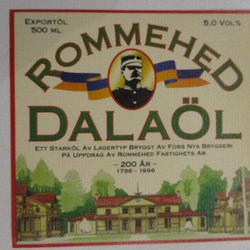 EXPORTÖL 5,0 VOL%
500 ML
ROMMEHED
DALAÖL
ETT STARKÖL AV LAGERTYP BRYGGT AV FORS NYA BRYGGERI
PÅ UPPDRAG AV ROMMEHED FASTIGHETS AB
- 200 ÅR -
1796 - 1996